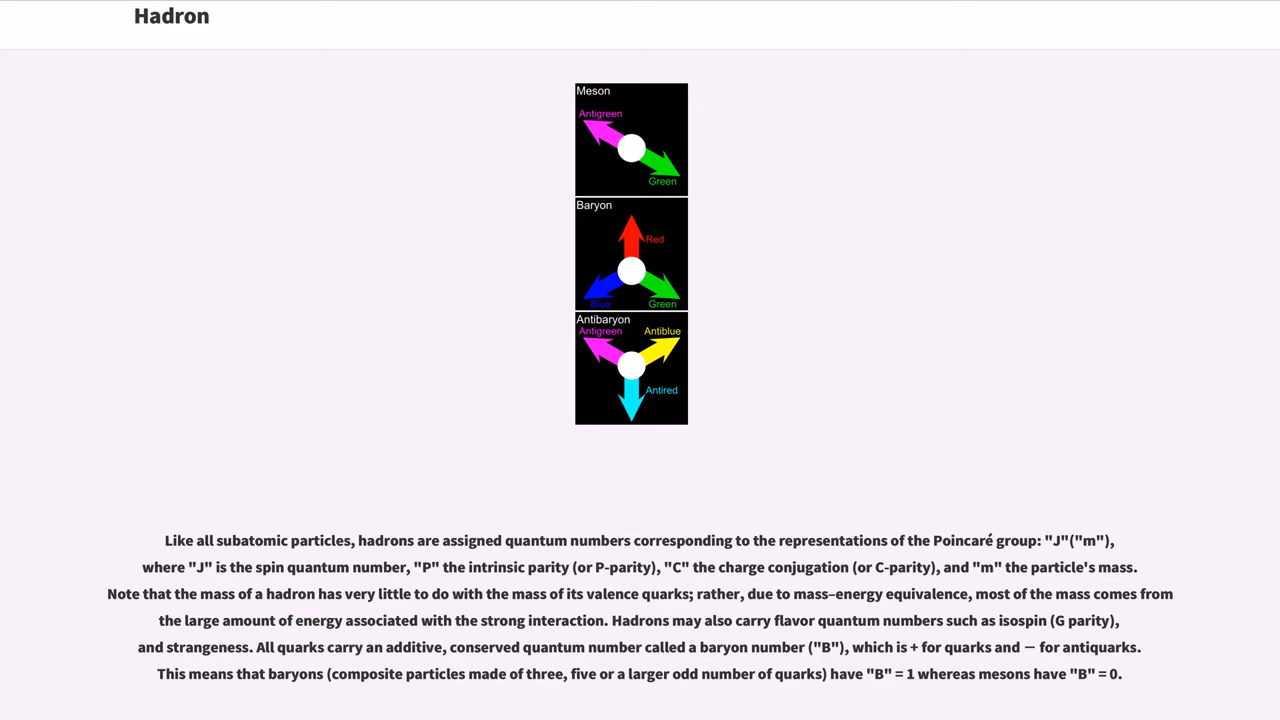 Hadron
Meson
Antigreen
Green
Baryon
Red
Blue
Green
Antibaryon
Antigreen
Antiblue
Antired
Like all subatomic particles, hadrons are assigned quantum numbers corresponding to the representations of the Poincaré group: "J"("m"),
where "J" is the spin quantum number, "P" the intrinsic parity (or P-parity), "C" the charge conjugation (or C-parity), and "m" the particle's mass.
Note that the mass of a hadron has very little to do with the mass of its valence quarks; rather, due to mass–energy equivalence, most of the mass comes from
the large amount of energy associated with the strong interaction. Hadrons may also carry flavor quantum numbers such as isospin (G parity),
and strangeness. All quarks carry an additive, conserved quantum number called a baryon number ("B"), which is + for quarks and − for antiquarks.
This means that baryons (composite particles made of three, five or a larger odd number of quarks) have "B" = 1 whereas mesons have "B" = 0.